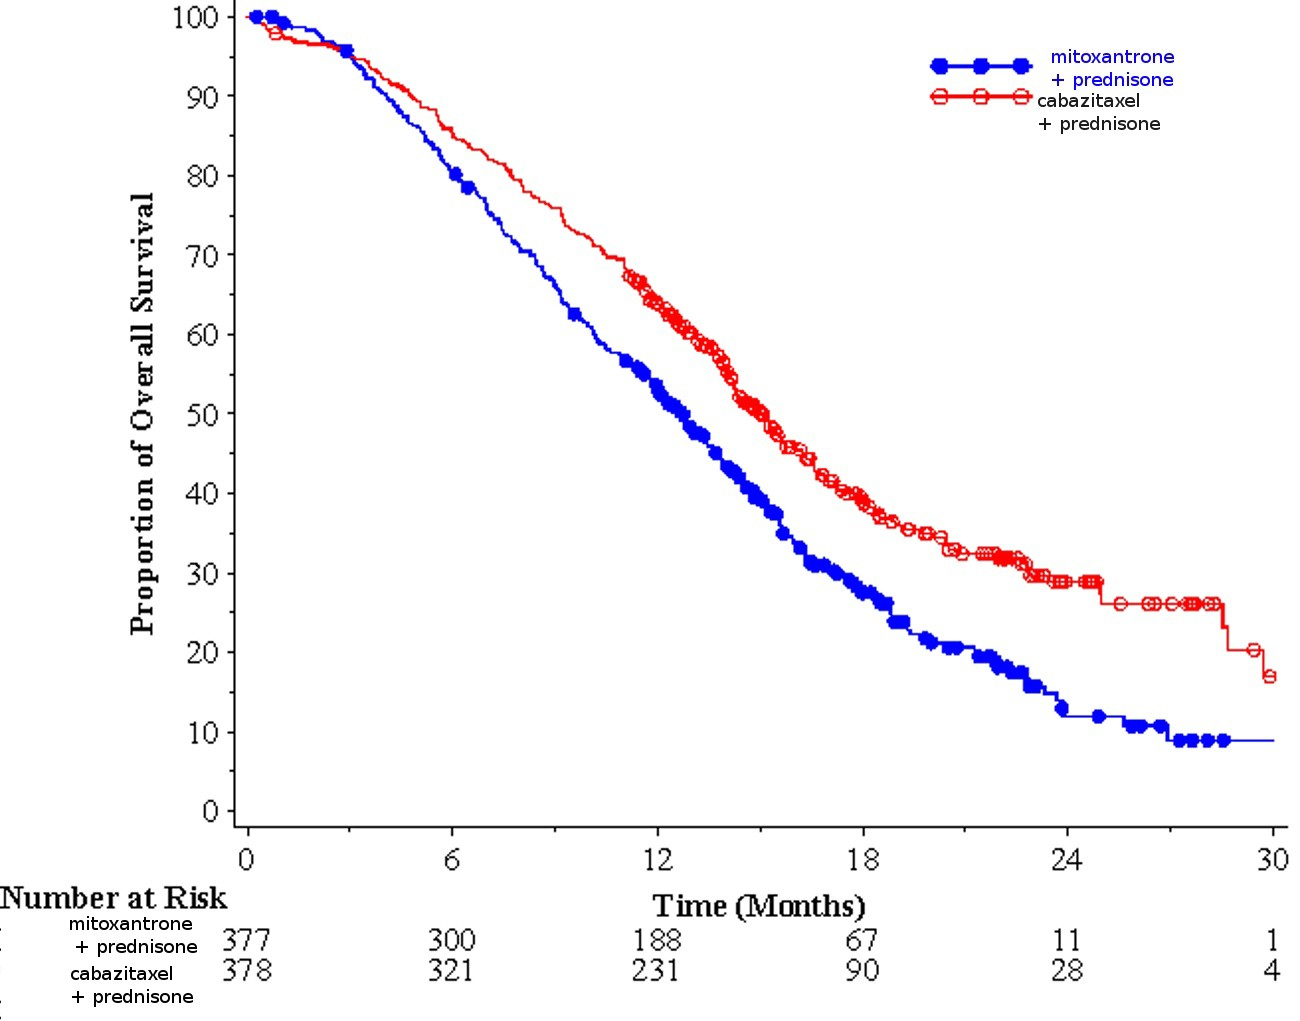 100
90
80
70
60
50
40
30
20
10
0
Proportion of Overall Survival
mitoxantrone
+ prednisone
cabazitaxel
+ prednisone
0 6 12 18 24 30
Time (Months)
Number at Risk
mitoxantrone
+ prednisone 377 300 188 67 11 1
cabazitaxel 378 321 231 90 28 4
+ prednisone